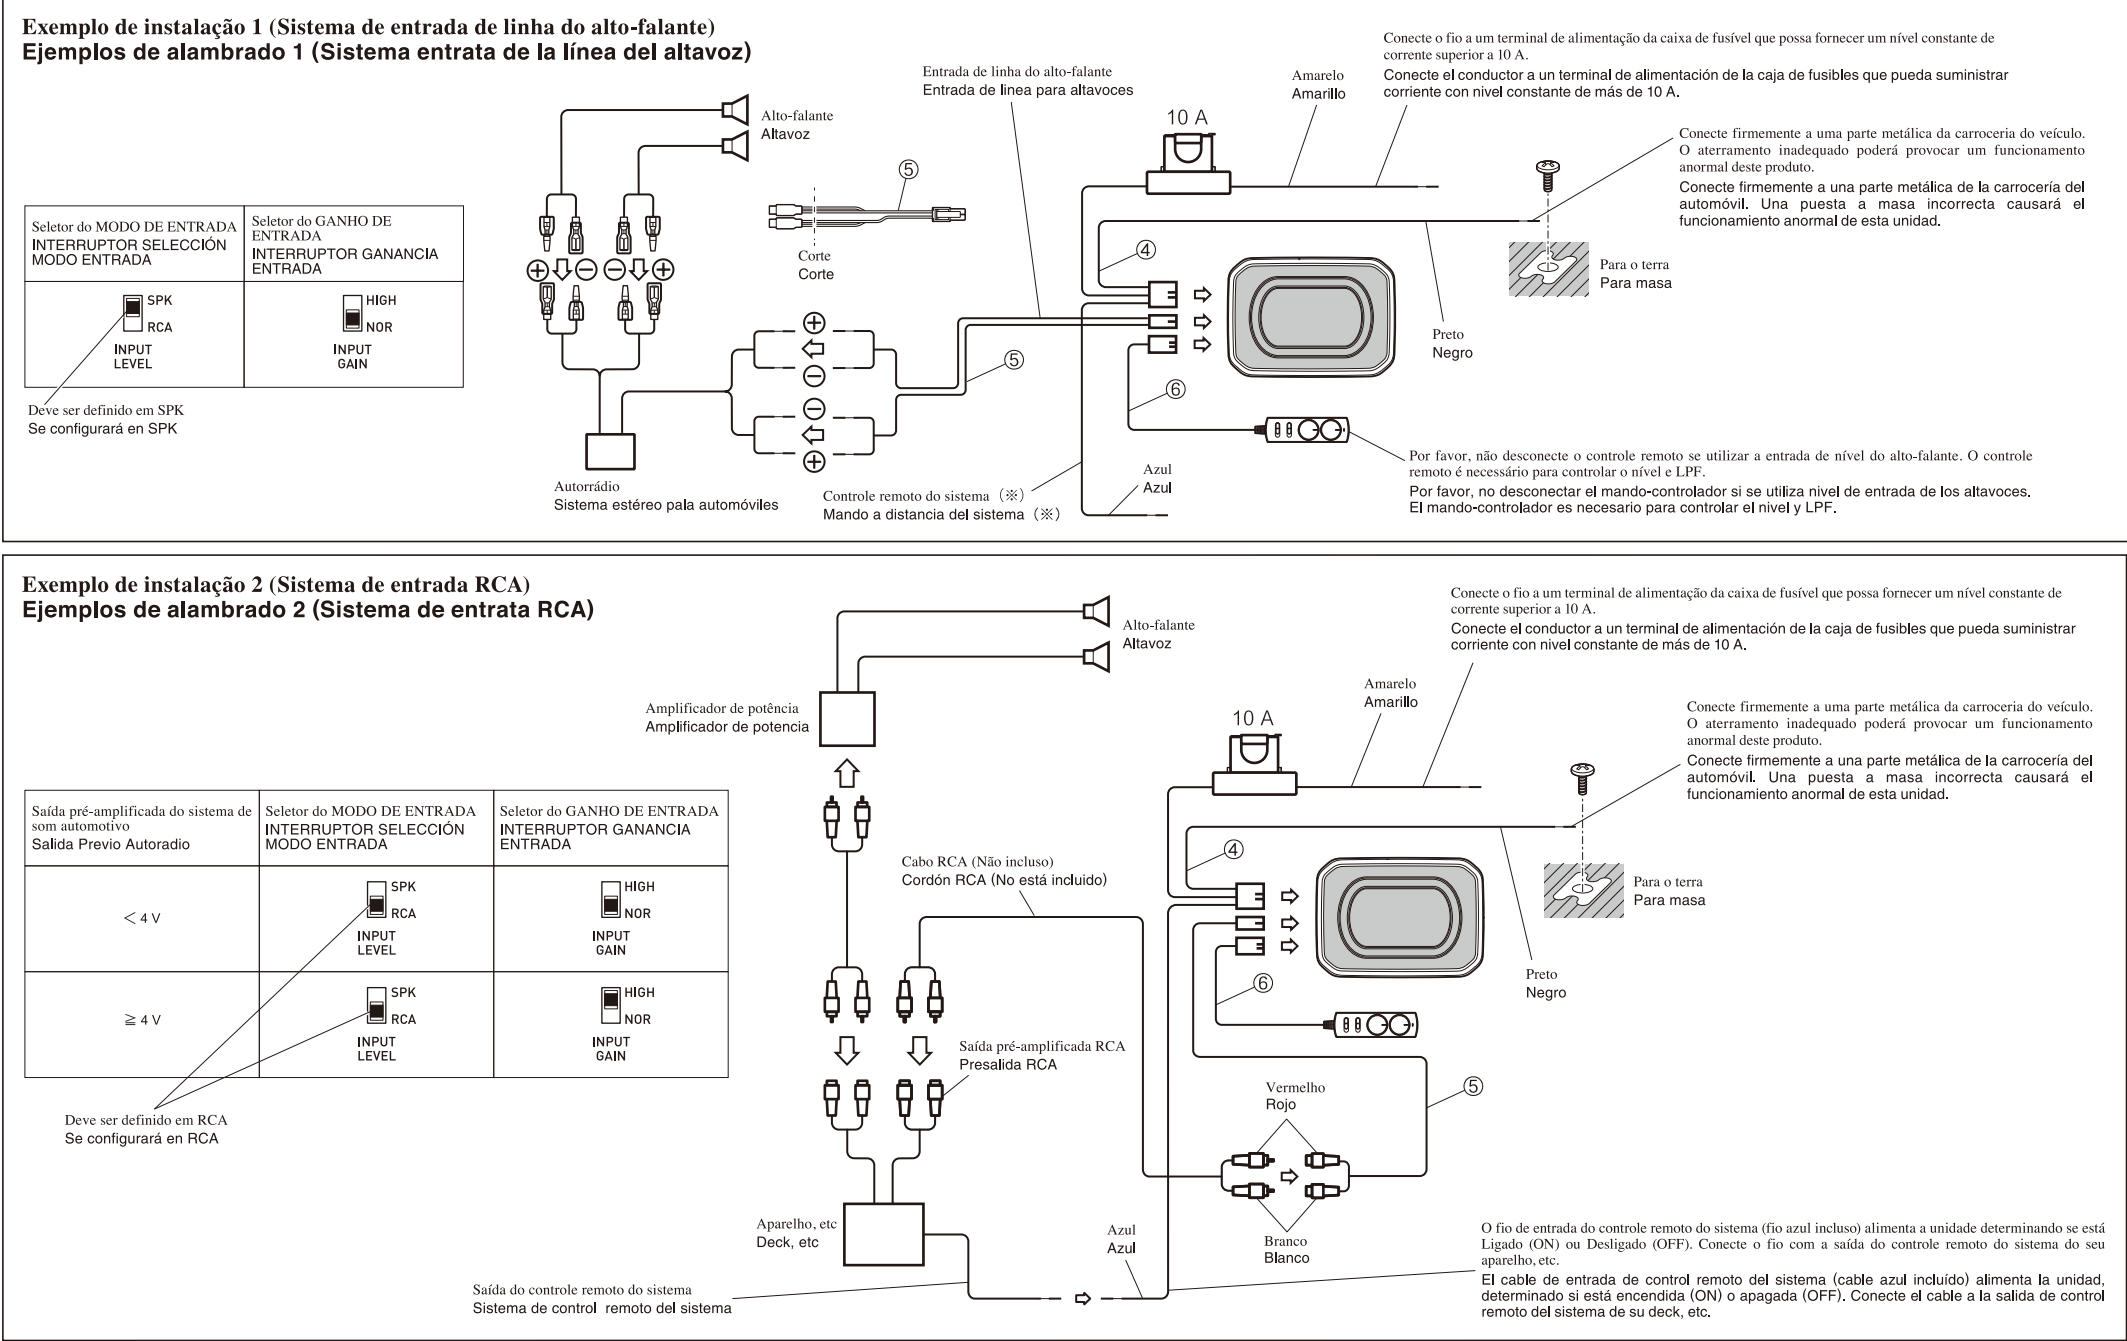 Exemplo de instalação 1 (Sistema de entrada de linha do alto-falante)
Ejemplos de alambrado 1 (Sistema entrata de la línea del altavoz)
Alto-falante
Altavoz
Entrada de linha do alto-falante
Entrada de linea para altavoces
Amarelo
Amarillo
10 A
Conecte o fio a um terminal de alimentação da caixa de fusível que possa fornecer um nível constante de
corrente superior a 10 A.
Conecte el conductor a un terminal de alimentación de la caja de fusibles que pueda suministrar
corriente con nivel constante de más de 10 A.
Conecte firmemente a uma parte metálica da carroceria do veículo.
O aterramento inadequado poderá provocar um funcionamento
anormal deste produto.
Conecte firmemente a una parte metálica de la carrocería del
automóvil. Una puesta a masa incorrecta causará el
funcionamiento anormal de esta unidad.
⑤
Corte
Corte
④
Para o terra
Para masa
Preto
Negro
Seletor do MODO DE ENTRADA
INTERRUPTOR SELECCIÓN
MODO ENTRADA
Seletor do GANHO DE
ENTRADA
INTERRUPTOR GANANCIA
ENTRADA
SPK
RCA
INPUT
LEVEL
HIGH
NOR
INPUT
GAIN
Deve ser definido em SPK
Se configurará en SPK
⊕ ⊖ ⊖ ⊕
⊕
⊖
⊖
⊕
⑤
⑥
Autorrádio
Sistema estéreo pala automóviles
Controle remoto do sistema (※)
Mando a distancia del sistema (※)
Azul
Azul
Por favor, não desconecte o controle remoto se utilizar a entrada de nível do alto-falante. O controle
remoto é necessário para controlar o nível e LPF.
Por favor, no desconectar el mando-controlador si se utiliza nivel de entrada de los altavoces.
El mando-controlador es necesario para controlar el nivel y LPF.
Exemplo de instalação 2 (Sistema de entrada RCA)
Ejemplos de alambrado 2 (Sistema de entrata RCA)
Alto-falante
Altavoz
Amplificador de potência
Amplificador de potencia
Conecte o fio a um terminal de alimentação da caixa de fusível que possa fornecer um nível constante de
corrente superior a 10 A.
Conecte el conductor a un terminal de alimentación de la caja de fusibles que pueda suministrar
corriente con nivel constante de más de 10 A.
Amarelo
Amarillo
10 A
Conecte firmemente a uma parte metálica da carroceria do veículo.
O aterramento inadequado poderá provocar um funcionamento
anormal deste produto.
Conecte firmemente a una parte metálica de la carrocería del
automóvil. Una puesta a masa incorrecta causará el
funcionamiento anormal de esta unidad.
Saída pré-amplificada do sistema de
som automotivo
Salida Previo Autoradio
Seletor do MODO DE ENTRADA
INTERRUPTOR SELECCIÓN
MODO ENTRADA
Seletor do GANHO DE ENTRADA
INTERRUPTOR GANANCIA
ENTRADA
< 4 V
SPK
RCA
INPUT
LEVEL
HIGH
NOR
INPUT
GAIN
≧ 4 V
SPK
RCA
INPUT
LEVEL
HIGH
NOR
INPUT
GAIN
Deve ser definido em RCA
Se configurará en RCA
Cabo RCA (Não incluso)
Cordón RCA (No está incluido)
④
Para o terra
Para masa
Preto
Negro
⑥
Saída pré-amplificada RCA
Presalida RCA
⑤
Vermelho
Rojo
Branco
Blanco
Aparelho, etc
Deck, etc
Azul
Azul
Saída do controle remoto do sistema
Sistema de control remoto del sistema
O fio de entrada do controle remoto do sistema (fio azul incluso) alimenta a unidade determinando se está
Ligado (ON) ou Desligado (OFF). Conecte o fio com a saída do controle remoto do sistema do seu
aparelho, etc.
El cable de entrada de control remoto del sistema (cable azul incluído) alimenta la unidad,
determinado si está encendida (ON) o apagada (OFF). Conecte el cable a la salida de control
remoto del sistema de su deck, etc.